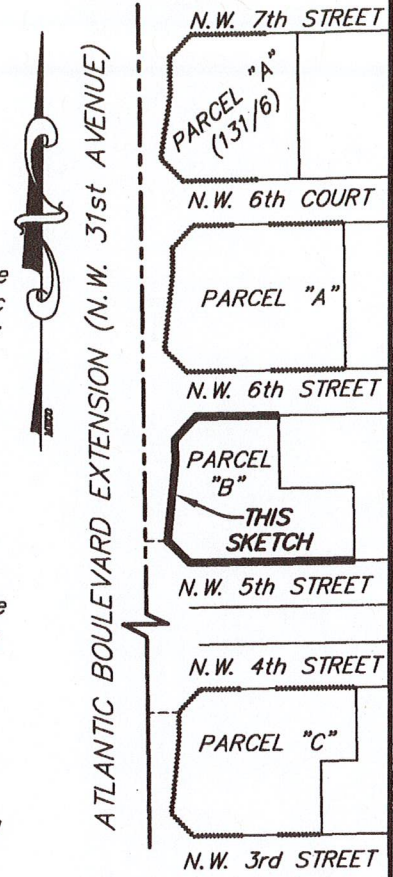 N.W. 7th STREET
PARCEL "A"
(131/6)
N.W. 6th COURT
PARCEL "A"
N.W. 6th STREET
PARCEL
"B"
THIS
SKETCH
N.W. 5th STREET
N.W. 4th STREET
PARCEL "C"
N.W. 3rd STREET
ATLANTIC BOULEVARD EXTENSION (N.W. 31st AVENUE)